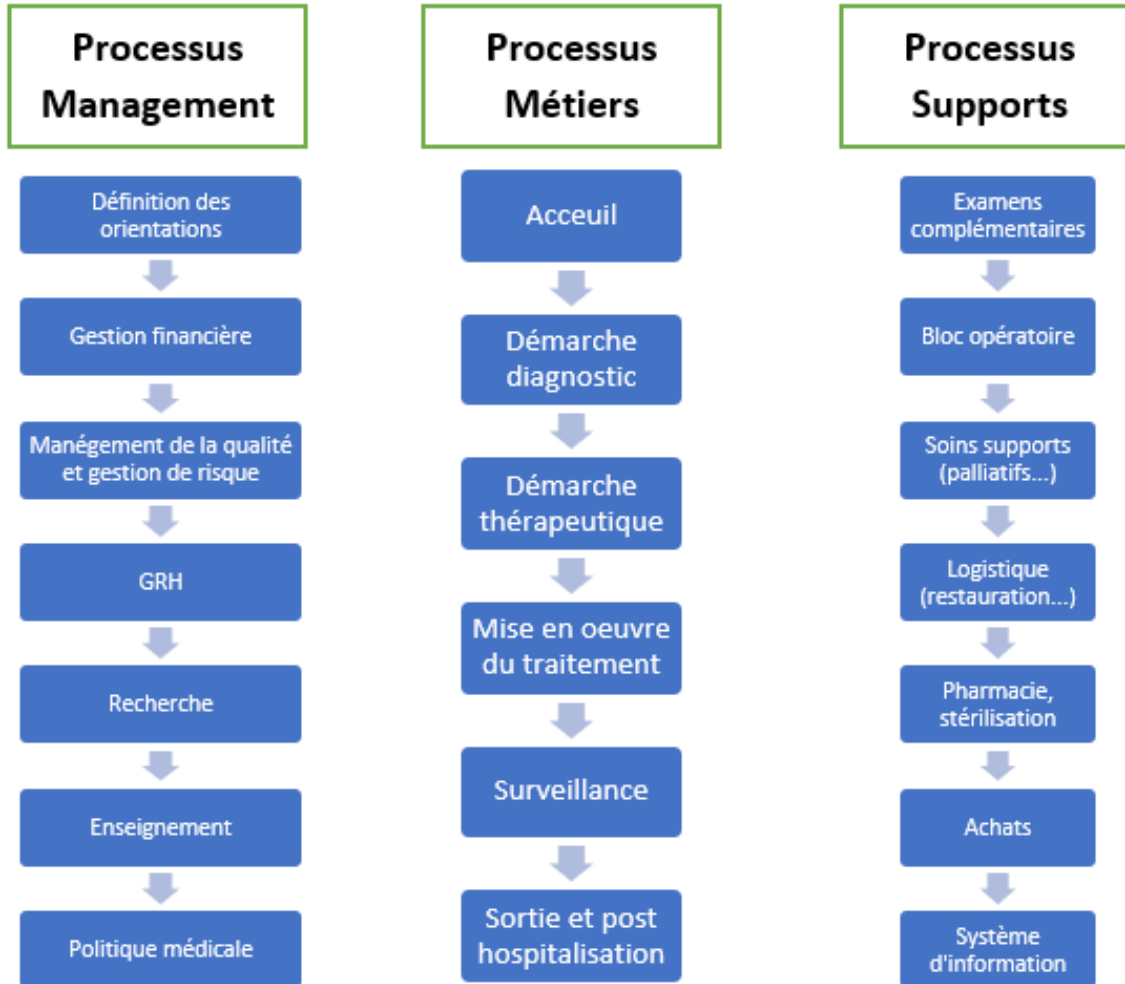 Processus
Management
Définition des
orientations
Gestion financière
Manégement de la qualité
et gestion de risque
GRH
Recherche
Enseignement
Politique médicale
Processus
Métiers
Acceuil
Démarche
diagnostic
Démarche
thérapeutique
Mise en oeuvre
du traitement
Surveillance
Sortie et post
hospitalisation
Processus
Supports
Examens
complémentaires
Bloc opératoire
Soins supports
(palliatifs...)
Logistique
(restauration...)
Pharmacie,
stérilisation
Achats
Système
d'information